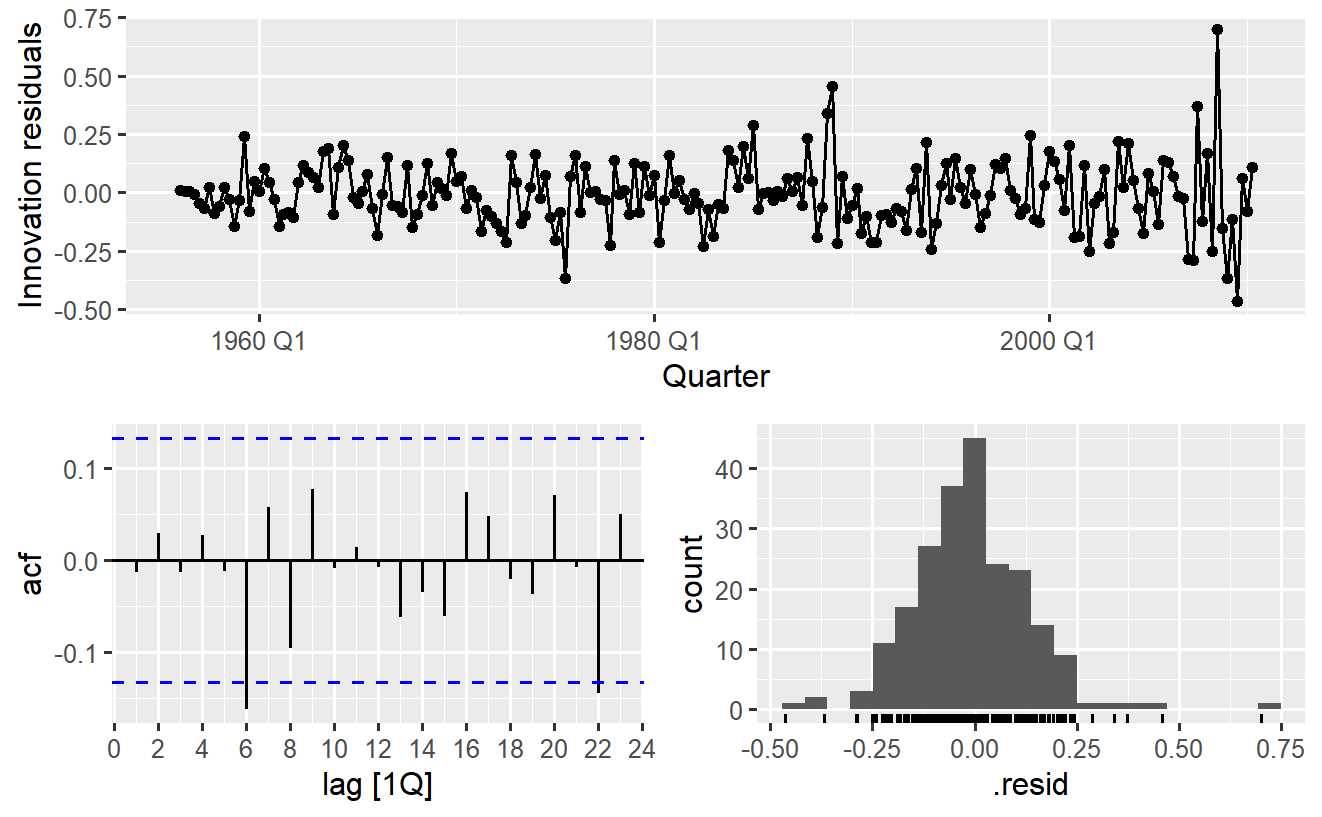 Innovation residuals
0.75
0.50
0.25
0.00
-0.25
-0.50
1960 Q1 1980 Q1 2000 Q1
Quarter
acf
0.1
0.0
-0.1
0 2 4 6 8 10 12 14 16 18 20 22 24
lag [1Q]
count
40
30
20
10
0
-0.50 -0.25 0.00 0.25 0.50 0.75
.resid